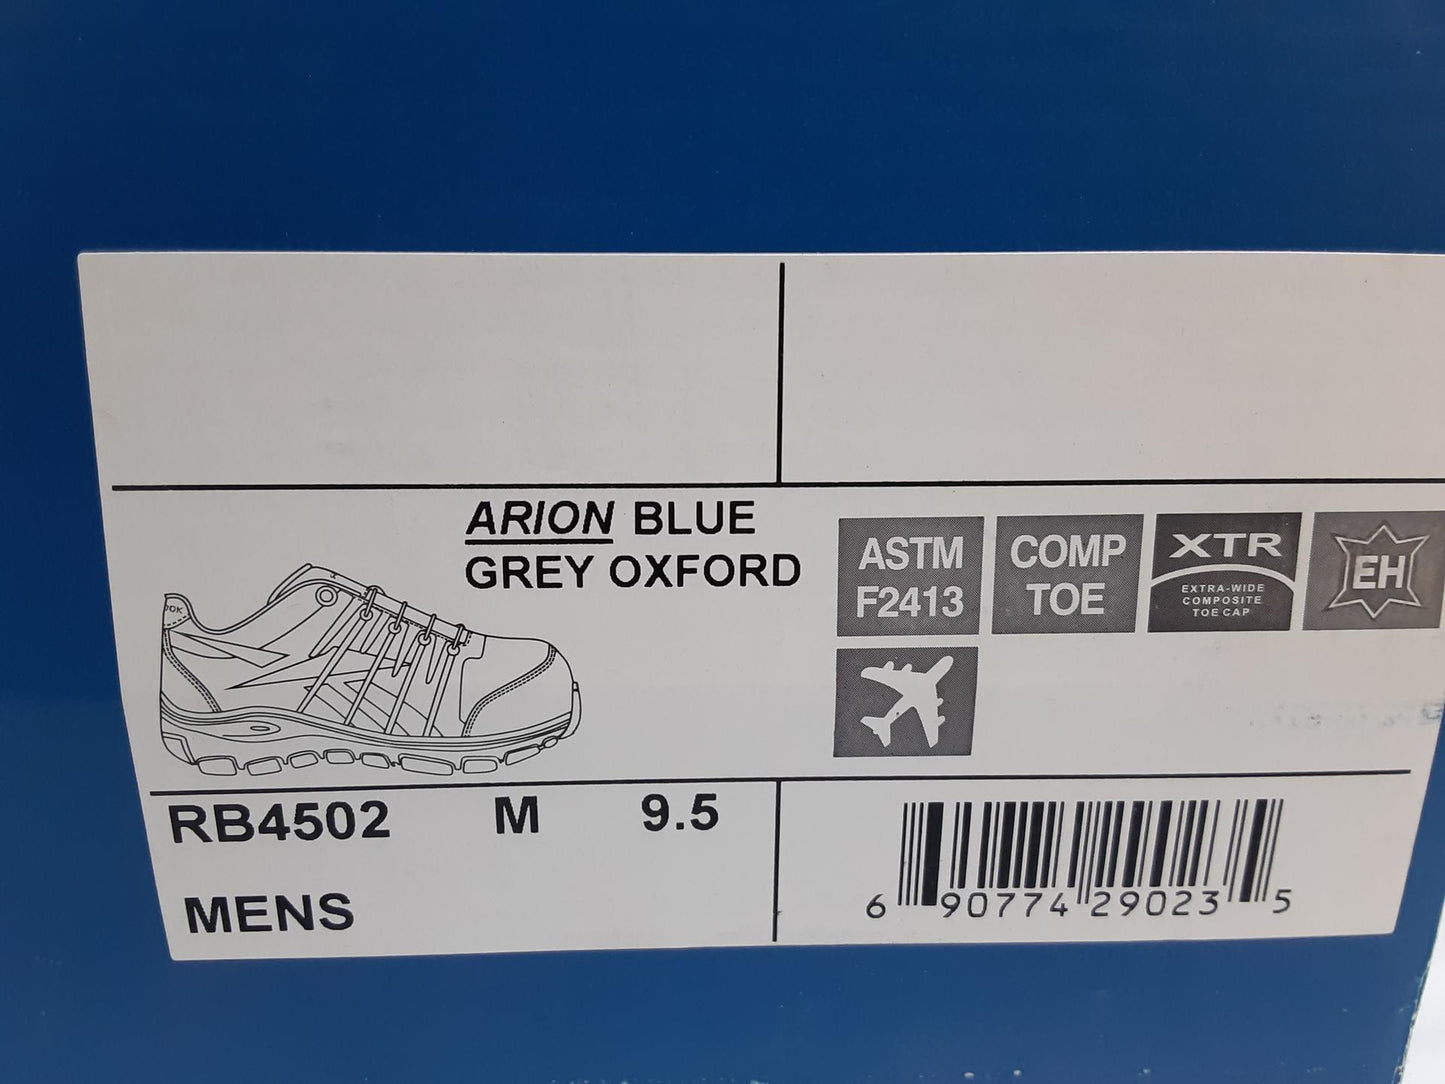 ARION BLUE
GREY OXFORD
ASTM
F2413
COMP
TOE
XTR
EXTRA-WIDE
COMPOSITE
TOE CAP
EH
RB4502 M 9.5
MENS
6 90774 29023 5